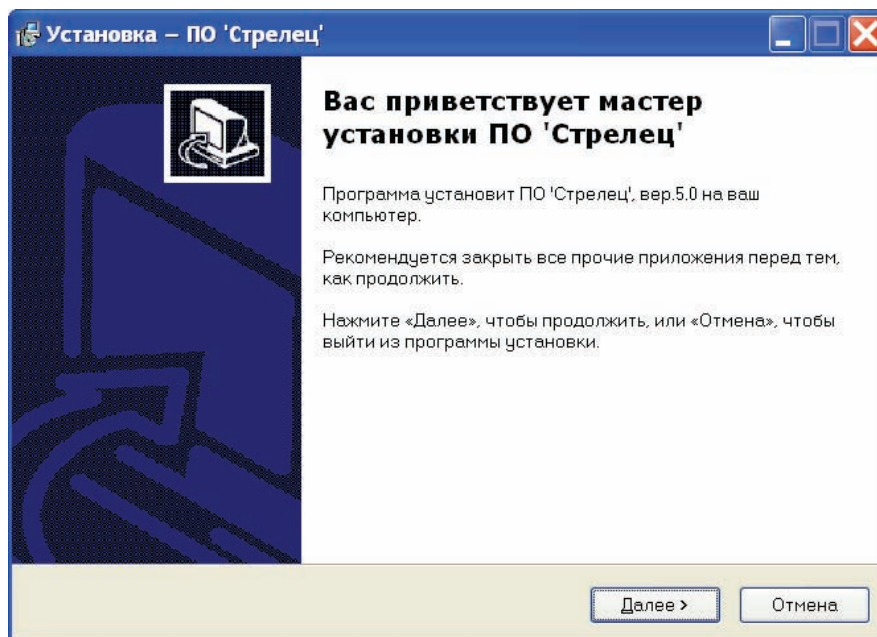 Установка – ПО 'Стрелец'
Вас приветствует мастер
установки ПО 'Стрелец'
Программа установит ПО 'Стрелец', вер.5.0 на ваш
компьютер.
Рекомендуется закрыть все прочие приложения перед тем,
как продолжить.
Нажмите «Далее», чтобы продолжить, или «Отмена», чтобы
выйти из программы установки.
Далее >
Отмена